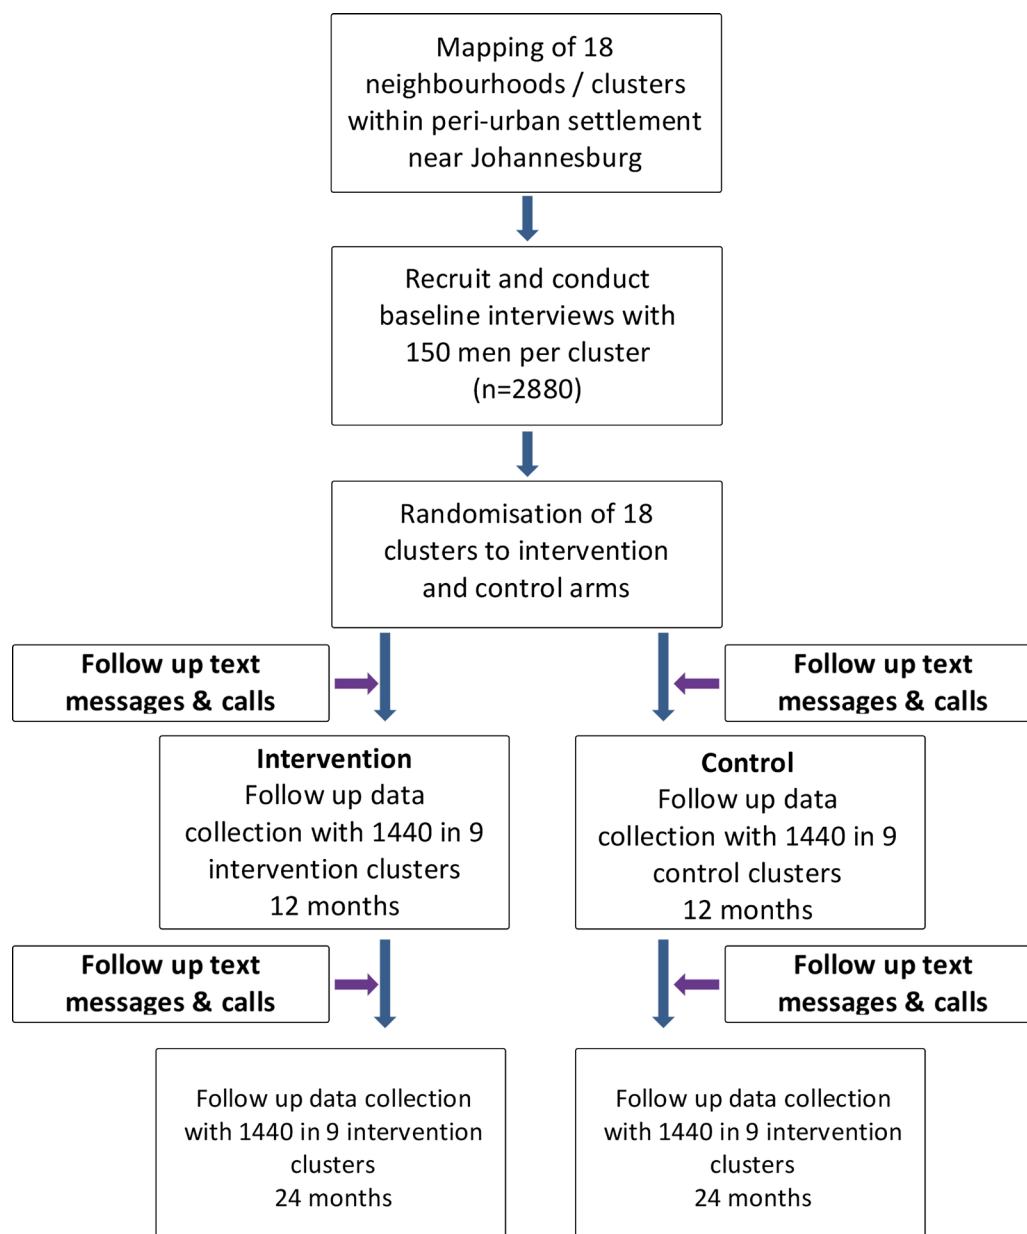 Mapping of 18
neighbourhoods / clusters
within peri-urban settlement
near Johannesburg
Recruit and conduct
baseline interviews with
150 men per cluster
(n=2880)
Randomisation of 18
clusters to intervention
and control arms
Follow up text
messages & calls
Follow up text
messages & calls
Intervention
Follow up data
collection with 1440 in 9
intervention clusters
12 months
Control
Follow up data
collection with 1440 in 9
control clusters
12 months
Follow up text
messages & calls
Follow up text
messages & calls
Follow up data collection
with 1440 in 9 intervention
clusters
24 months
Follow up data collection
with 1440 in 9 intervention
clusters
24 months